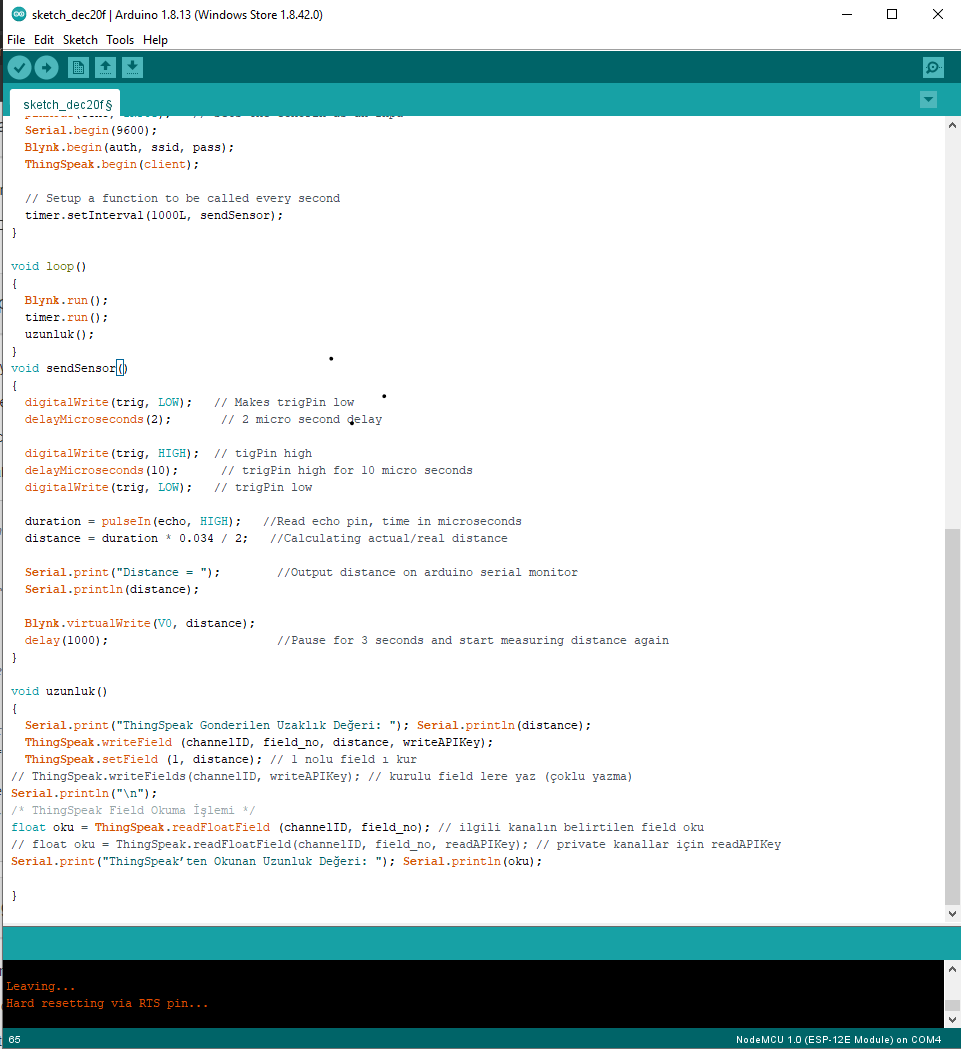 sketch_dec20f | Arduino 1.8.13 (Windows Store 1.8.42.0)
File Edit Sketch Tools Help
sketch_dec20f§
Serial.begin(9600);
Blynk.begin(auth, ssid, pass);
ThingSpeak.begin(client);
// Setup a function to be called every second
timer.setInterval(1000L, sendSensor);
}
void loop()
{
Blynk.run();
timer.run();
uzunluk();
}
void sendSensor()
{
digitalWrite(trig, LOW);   // Makes trigPin low
delayMicroseconds(2);       // 2 micro second delay
digitalWrite(trig, HIGH);  // tigPin high
delayMicroseconds(10);      // trigPin high for 10 micro seconds
digitalWrite(trig, LOW);   // trigPin low
duration = pulseIn(echo, HIGH);   //Read echo pin, time in microseconds
distance = duration * 0.034 / 2;   //Calculating actual/real distance
Serial.print("Distance = ");        //Output distance on arduino serial monitor
Serial.println(distance);
Blynk.virtualWrite(V0, distance);
delay(1000);                        //Pause for 3 seconds and start measuring distance again
}
void uzunluk()
{
Serial.print("ThingSpeak Gonderilen Uzaklık Değeri: "); Serial.println(distance);
ThingSpeak.writeField (channelID, field_no, distance, writeAPIKey);
ThingSpeak.setField (1, distance); // 1 nolu field ı kur
// ThingSpeak.writeFields(channelID, writeAPIKey); // kurulu field lere yaz (çoklu yazma)
Serial.println("\n");
/* ThingSpeak Field Okuma İşlemi */
float oku = ThingSpeak.readFloatField (channelID, field_no); // ilgili kanalın belirtilen field oku
// float oku = ThingSpeak.readFloatField(channelID, field_no, readAPIKey); // private kanallar için readAPIKey
Serial.print("ThingSpeak’ten Okunan Uzunluk Değeri: "); Serial.println(oku);
}
Leaving...
Hard resetting via RTS pin...
65
NodeMCU 1.0 (ESP-12E Module) on COM4